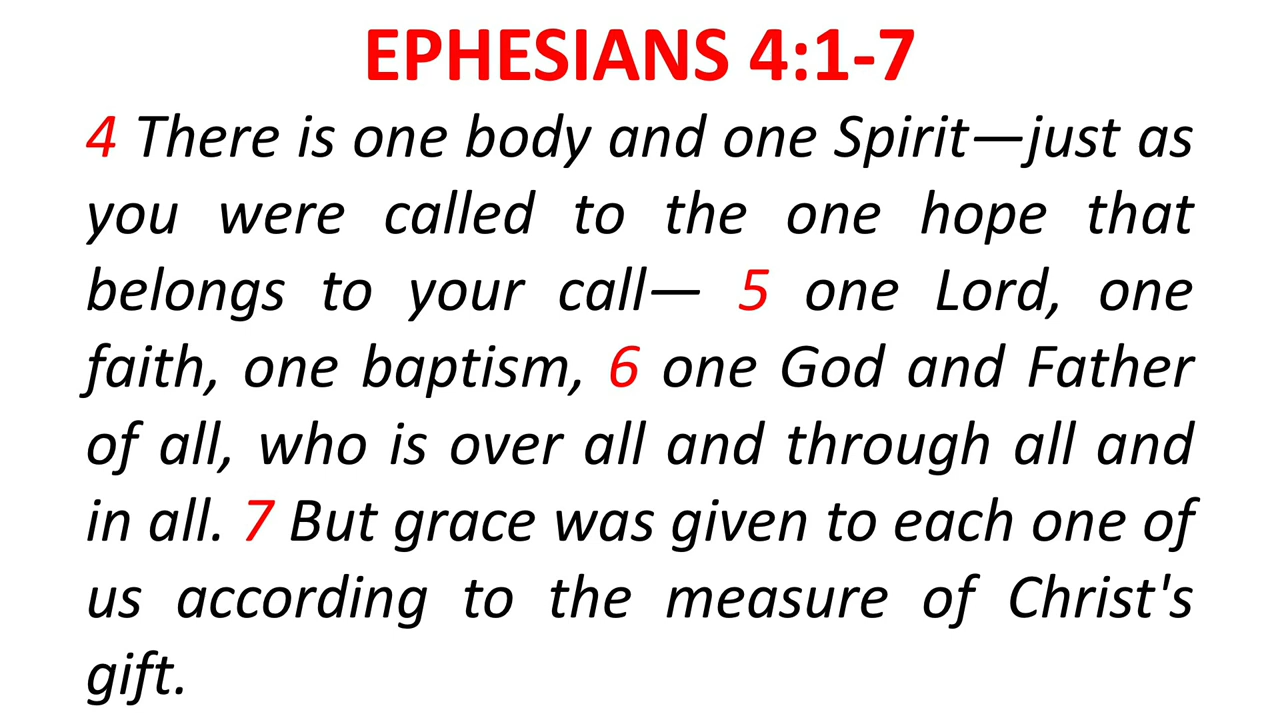 EPHESIANS 4:1-7
4 There is one body and one Spirit—just as
you were called to the one hope that
belongs to your call— 5 one Lord, one
faith, one baptism, 6 one God and Father
of all, who is over all and through all and
in all. 7 But grace was given to each one of
us according to the measure of Christ's
gift.